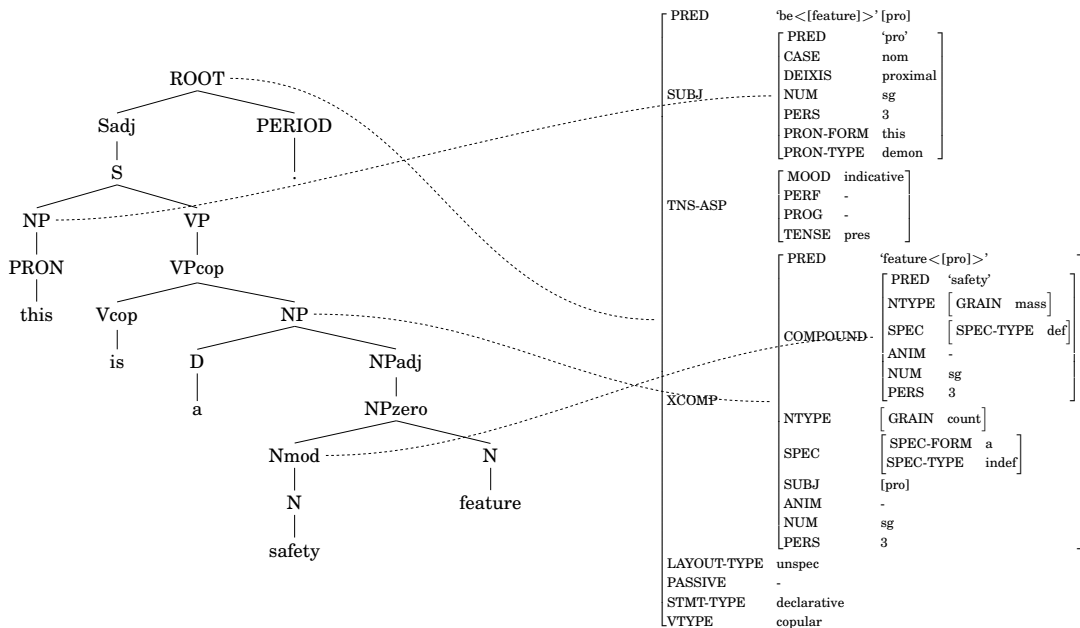 ROOT
Sadj PERIOD
S .
NP VP
PRON VPcop
this Vcop NP
is D NPadj
a NPzero
Nmod N
N feature
safety
PRED ‘be<[feature]>’ [pro]
SUBJ
PRED ‘pro’
CASE nom
DEIXIS proximal
NUM sg
PERS 3
PRON-FORM this
PRON-TYPE demon
TNS-ASP
MOOD indicative
PERF -
PROG -
TENSE pres
XCOMP
PRED ‘feature<[pro]>’
COMPOUND
PRED ‘safety’
NTYPE [GRAIN mass]
SPEC [SPEC-TYPE def]
ANIM -
NUM sg
PERS 3
NTYPE [GRAIN count]
SPEC
SPEC-FORM a
SPEC-TYPE indef
SUBJ [pro]
ANIM -
NUM sg
PERS 3
LAYOUT-TYPE unspec
PASSIVE -
STMT-TYPE declarative
VTYPE copular